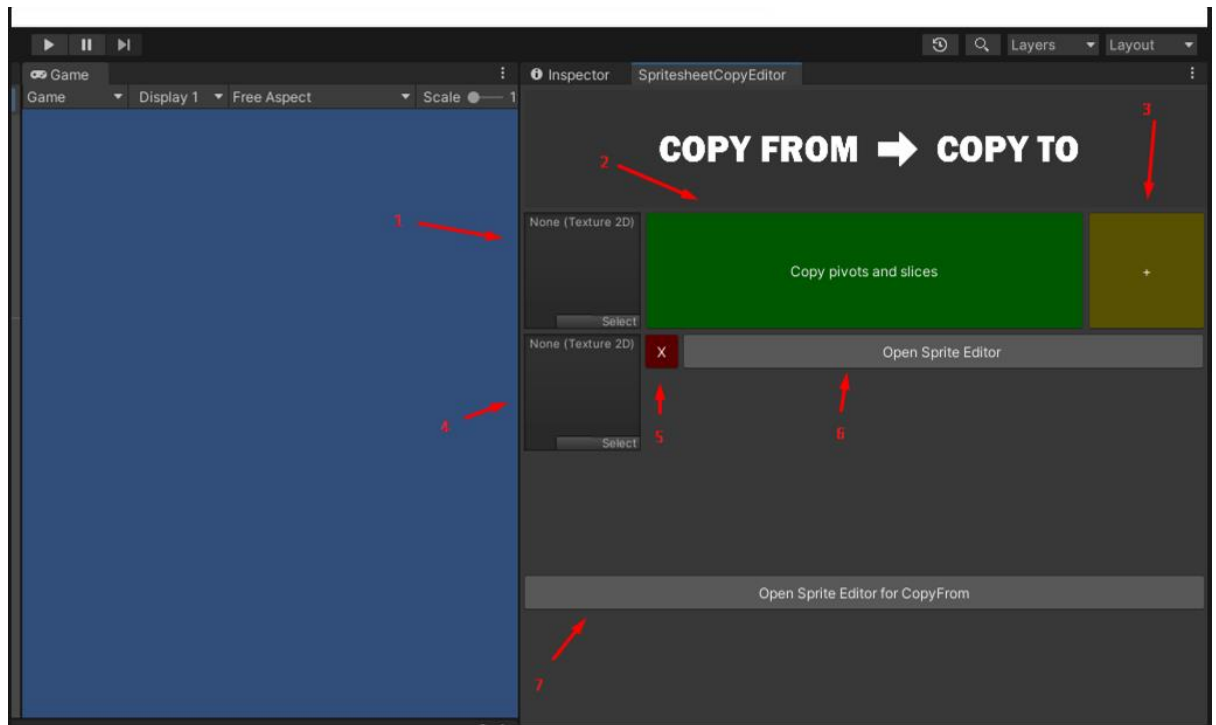 Layers Layout
Game Inspector SpritesheetCopyEditor
Game Display 1 Free Aspect Scale 1
3
COPY FROM COPY TO
2
1
None (Texture 2D)
Copy pivots and slices +
Select
None (Texture 2D) X Open Sprite Editor
4 5 6
Select
Open Sprite Editor for CopyFrom
7